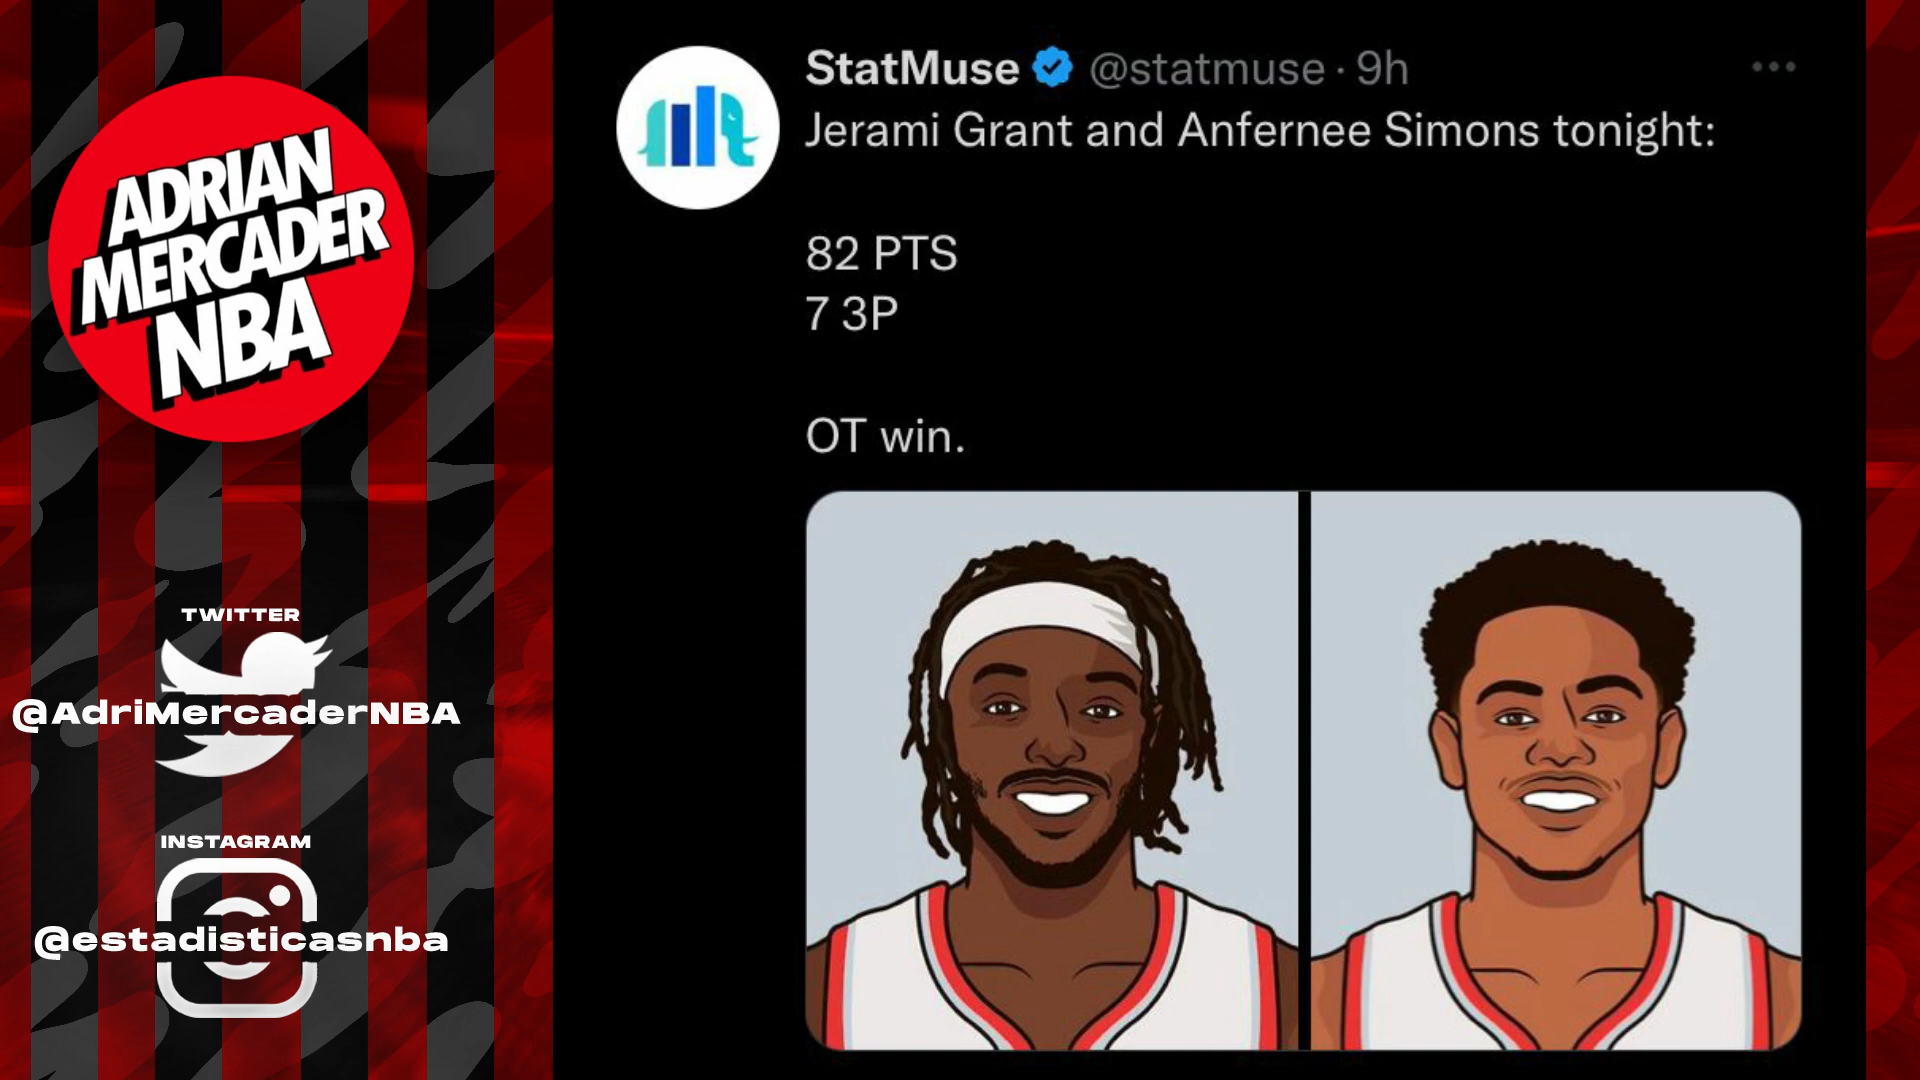 ADRIAN
MERCADER
NBA
TWITTER
@AdriMercaderNBA
INSTAGRAM
@estadisticasnba
StatMuse @statmuse · 9h
Jerami Grant and Anfernee Simons tonight:
82 PTS
7 3P
OT win.